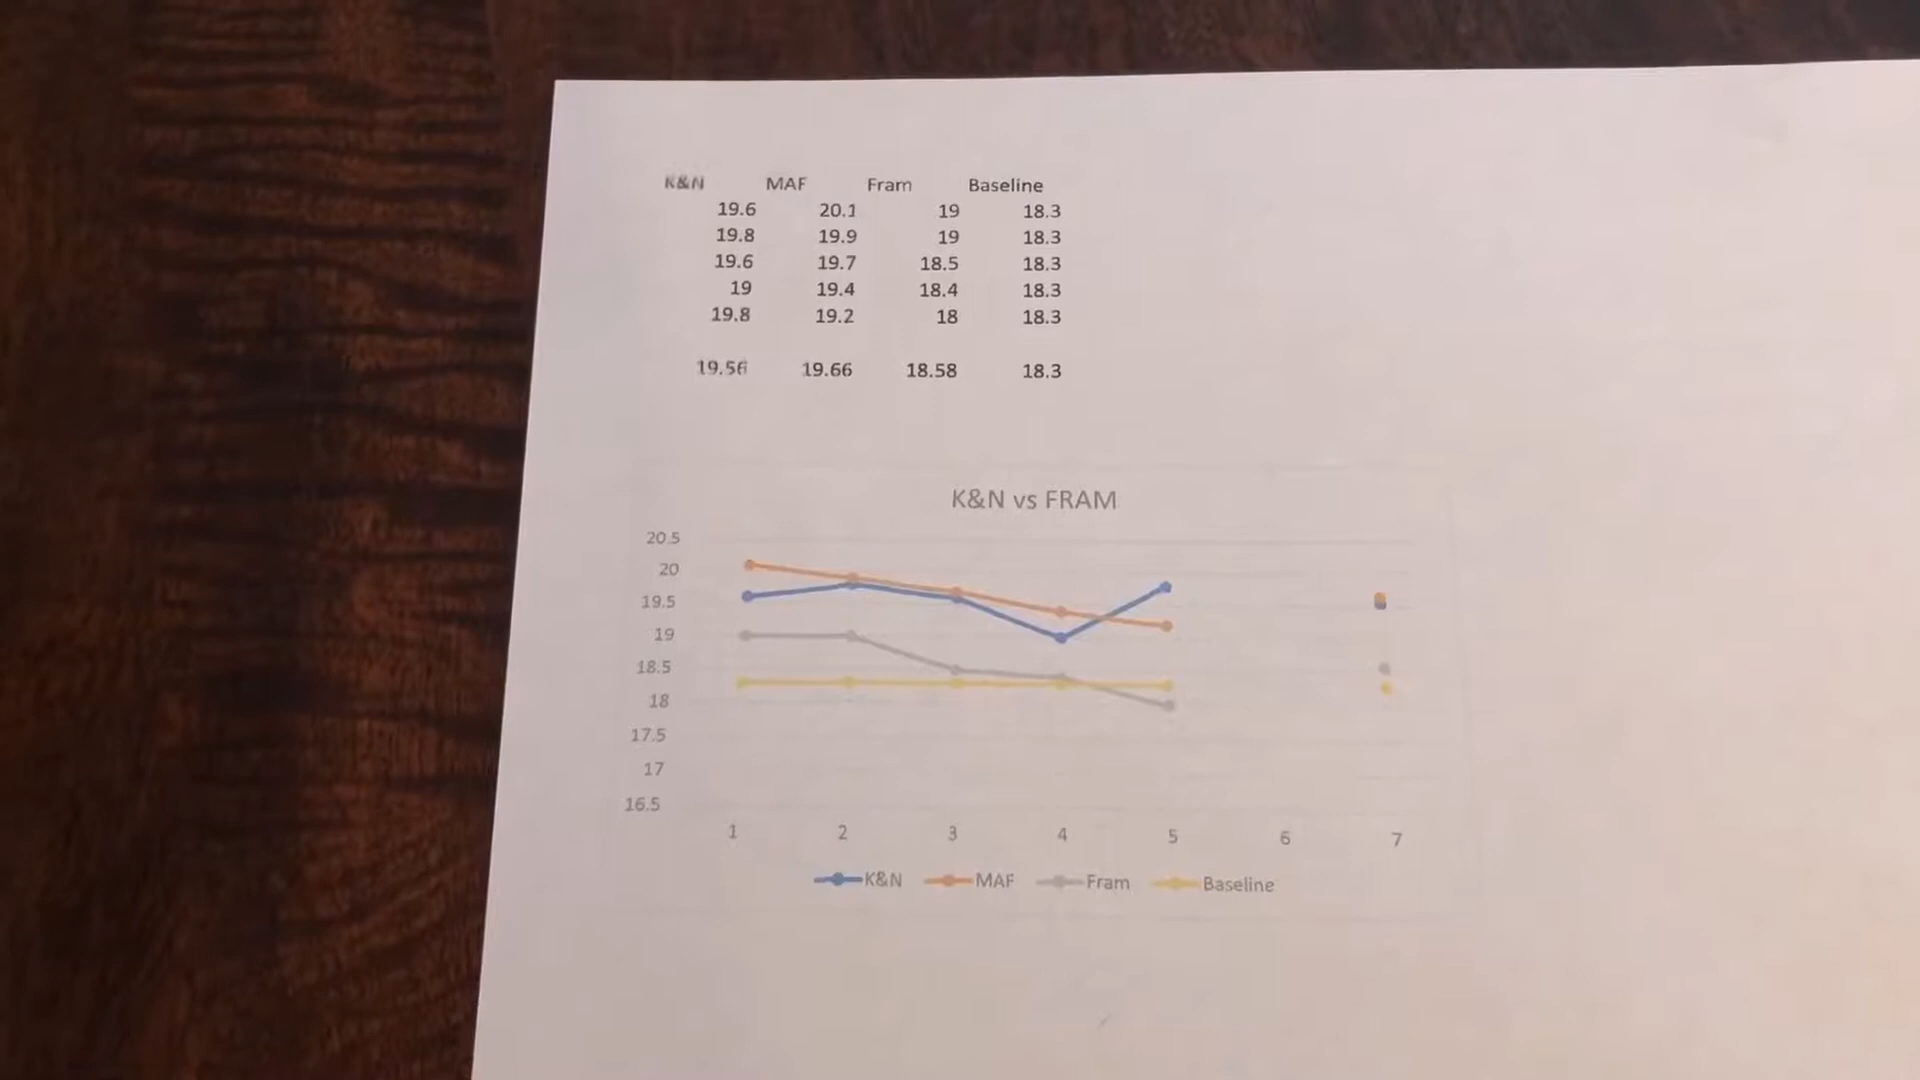 K&N MAF Fram Baseline
19.6 20.1 19 18.3
19.8 19.9 19 18.3
19.6 19.7 18.5 18.3
19 19.4 18.4 18.3
19.8 19.2 18 18.3
19.56 19.66 18.58 18.3
K&N vs FRAM
20.5
20
19.5
19
18.5
18
17.5
17
16.5
1 2 3 4 5 6 7
K&N MAF Fram Baseline